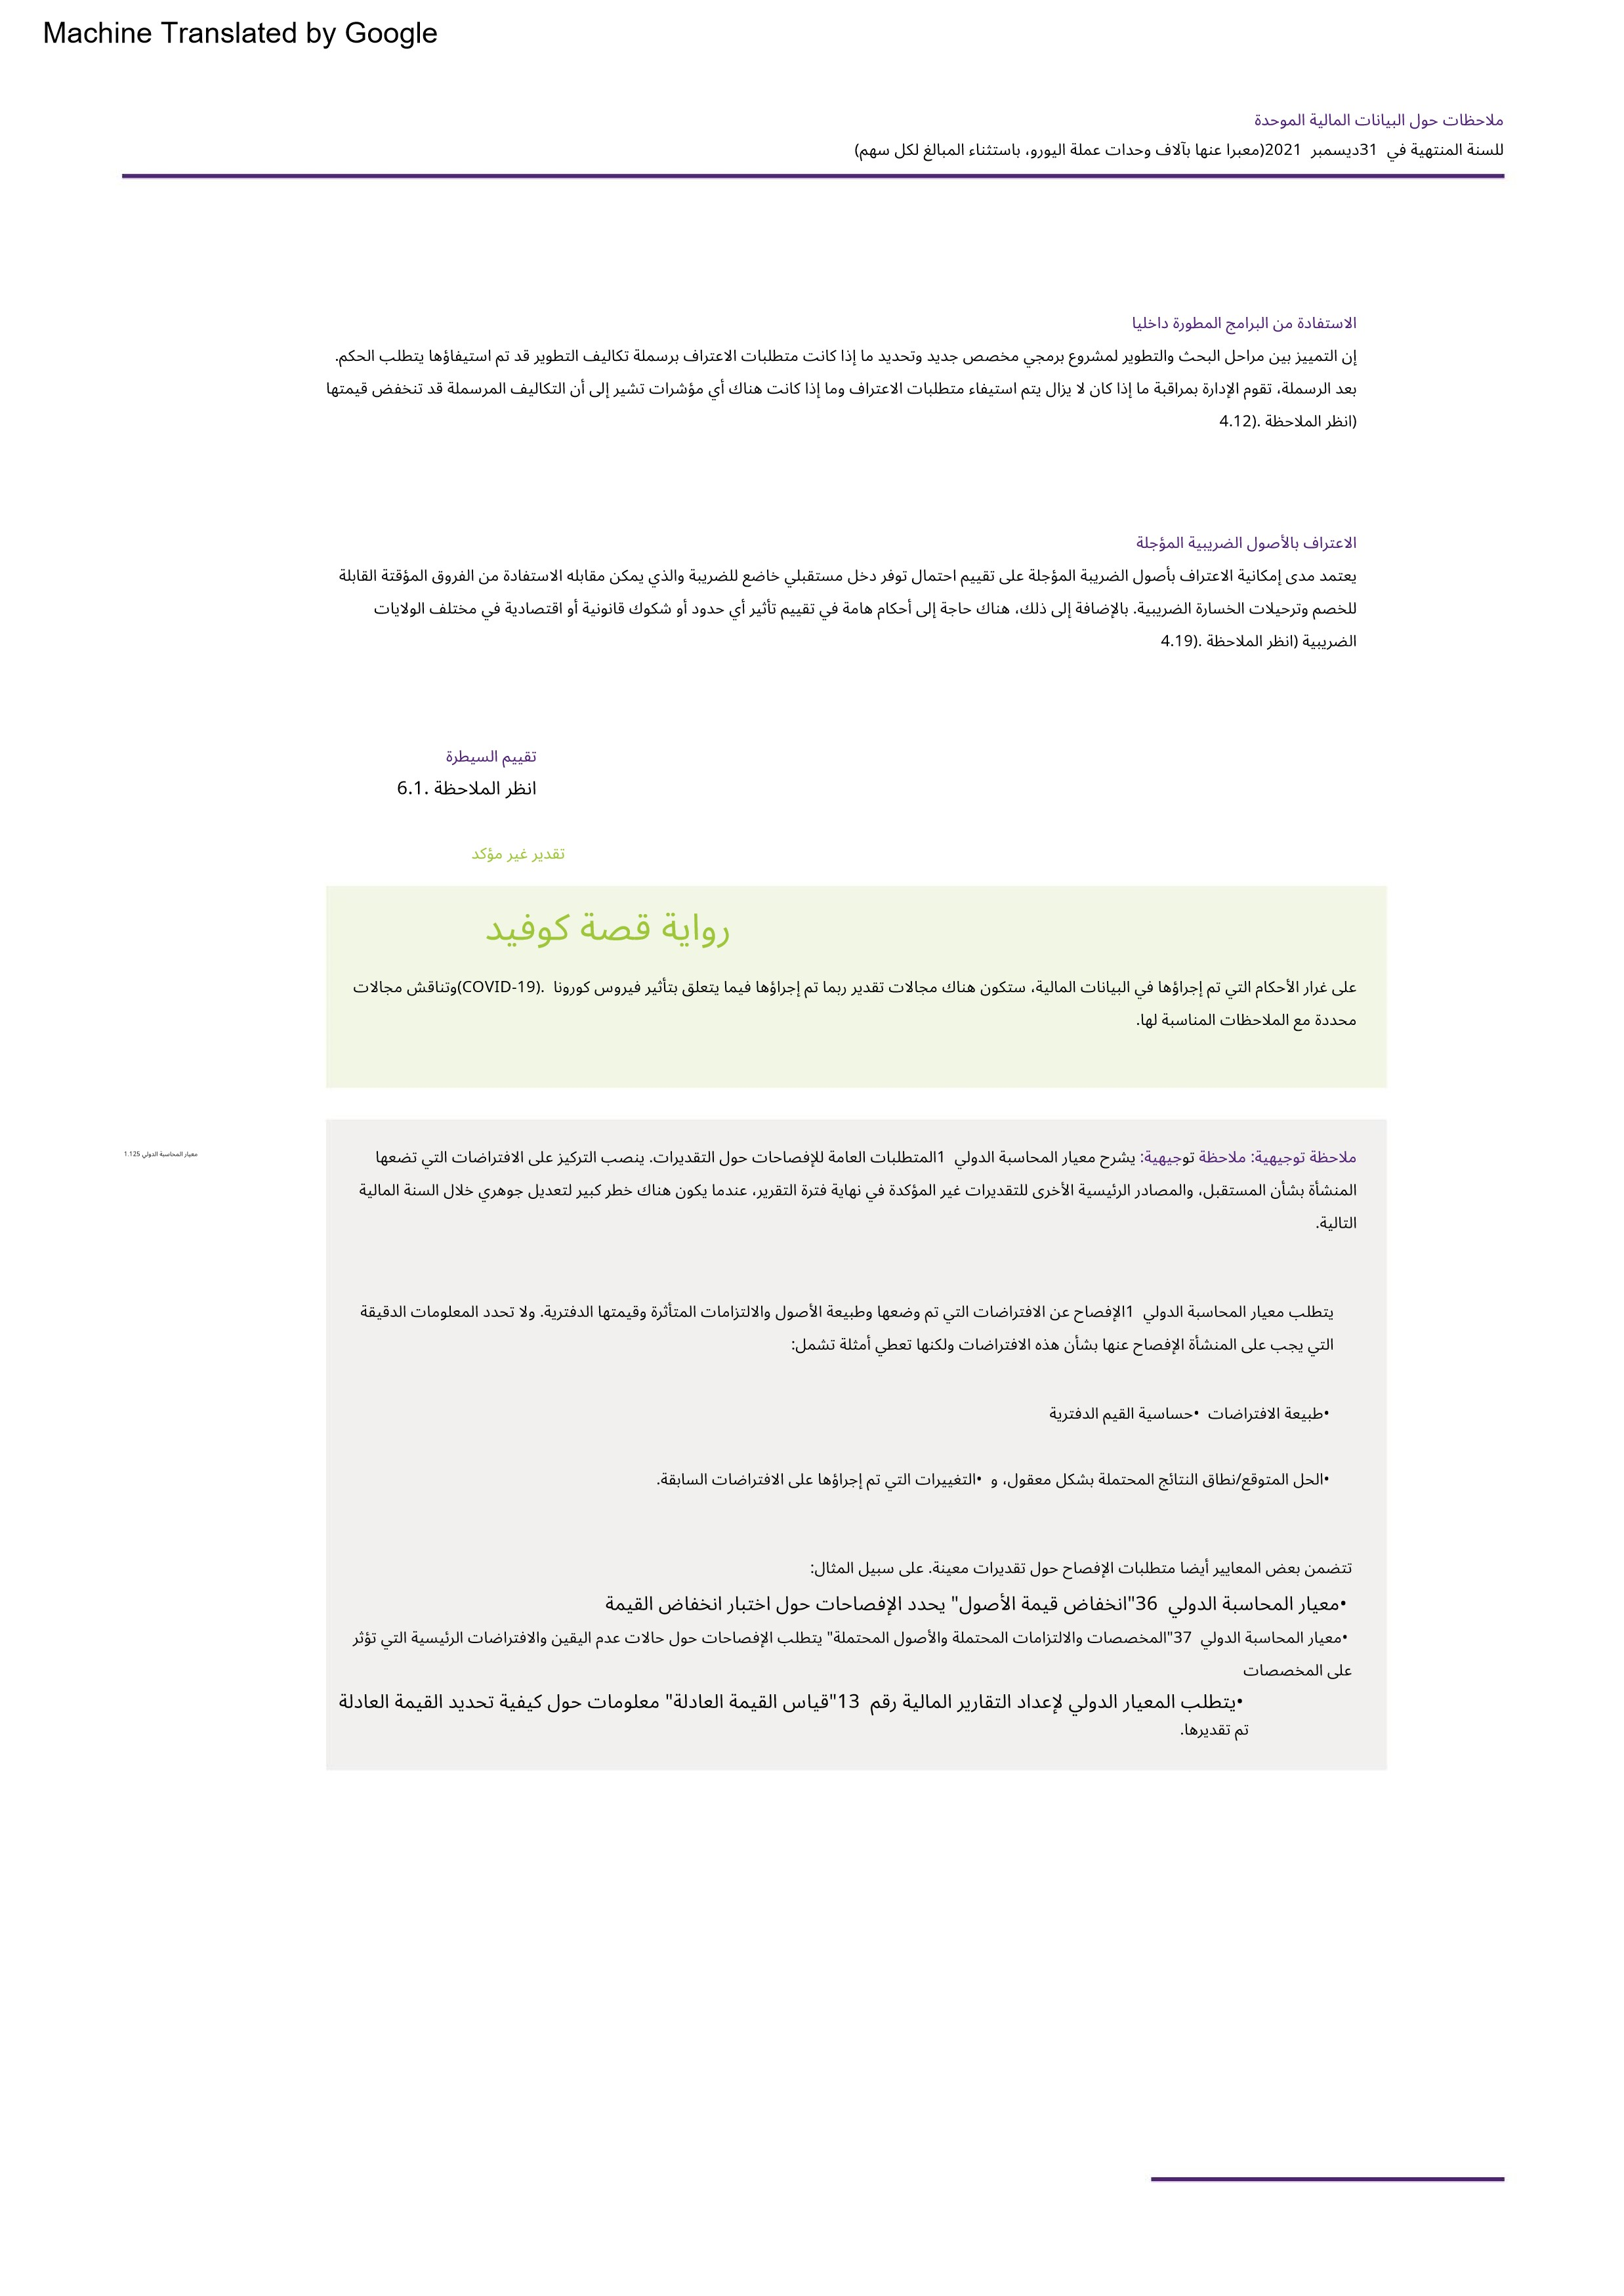 Machine Translated by Google
ملاحظات حول البيانات المالية الموحدة
للسنة المنتهية في 31ديسمبر 2021(معبرا عنها بآلاف وحدات عملة اليورو، باستثناء المبالغ لكل سهم)
الاستفادة من البرامج المطورة داخليا
إن التمييز بين مراحل البحث والتطوير لمشروع برمجي مخصص جديد وتحديد ما إذا كانت متطلبات الاعتراف برسملة تكاليف التطوير قد تم استيفاؤها يتطلب الحكم.
بعد الرسملة، تقوم الإدارة بمراقبة ما إذا كان لا يزال يتم استيفاء متطلبات الاعتراف وما إذا كانت هناك أي مؤشرات تشير إلى أن التكاليف المرسملة قد تنخفض قيمتها
(انظر الملاحظة .(4.12
الاعتراف بالأصول الضريبية المؤجلة
يعتمد مدى إمكانية الاعتراف بأصول الضريبة المؤجلة على تقييم احتمال توفر دخل مستقبلي خاضع للضريبة والذي يمكن مقابله الاستفادة من الفروق المؤقتة القابلة
للخصم وترحيلات الخسارة الضريبية. بالإضافة إلى ذلك، هناك حاجة إلى أحكام هامة في تقييم تأثير أي حدود أو شكوك قانونية أو اقتصادية في مختلف الولايات
الضريبية (انظر الملاحظة .(4.19
تقييم السيطرة
انظر الملاحظة .6.1
تقدير غير مؤكد
رواية قصة كوفيد
على غرار الأحكام التي تم إجراؤها في البيانات المالية، ستكون هناك مجالات تقدير ربما تم إجراؤها فيما يتعلق بتأثير فيروس كورونا .(COVID-19)وتناقش مجالات
محددة مع الملاحظات المناسبة لها.
معيار المحاسبة الدولي 1.125
ملاحظة توجيهية: ملاحظة توجيهية: يشرح معيار المحاسبة الدولي 1المتطلبات العامة للإفصاحات حول التقديرات. ينصب التركيز على الافتراضات التي تضعها
المنشأة بشأن المستقبل، والمصادر الرئيسية الأخرى للتقديرات غير المؤكدة في نهاية فترة التقرير، عندما يكون هناك خطر كبير لتعديل جوهري خلال السنة المالية
التالية.
يتطلب معيار المحاسبة الدولي 1الإفصاح عن الافتراضات التي تم وضعها وطبيعة الأصول والالتزامات المتأثرة وقيمتها الدفترية. ولا تحدد المعلومات الدقيقة
التي يجب على المنشأة الإفصاح عنها بشأن هذه الافتراضات ولكنها تعطي أمثلة تشمل:
•طبيعة الافتراضات •حساسية القيم الدفترية
•الحل المتوقع/نطاق النتائج المحتملة بشكل معقول، و •التغييرات التي تم إجراؤها على الافتراضات السابقة.
تتضمن بعض المعايير أيضا متطلبات الإفصاح حول تقديرات معينة. على سبيل المثال:
•معيار المحاسبة الدولي 36"انخفاض قيمة الأصول" يحدد الإفصاحات حول اختبار انخفاض القيمة
•معيار المحاسبة الدولي 37"المخصصات والالتزامات المحتملة والأصول المحتملة" يتطلب الإفصاحات حول حالات عدم اليقين والافتراضات الرئيسية التي تؤثر
على المخصصات
•يتطلب المعيار الدولي لإعداد التقارير المالية رقم 13"قياس القيمة العادلة" معلومات حول كيفية تحديد القيمة العادلة
تم تقديرها.